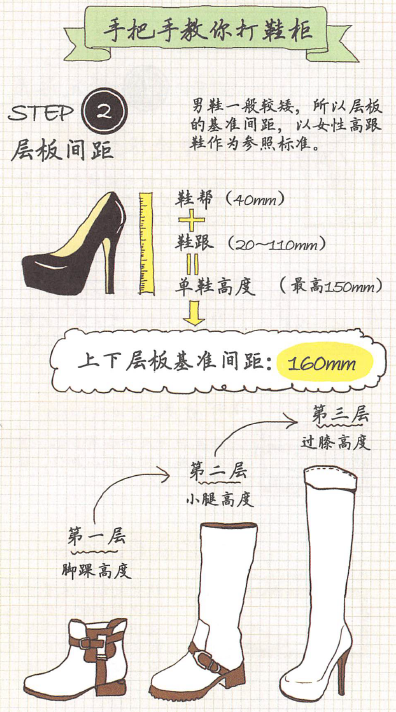 手把手教你打鞋柜
STEP 2
层板间距
男鞋一般较矮，所以层板
的基准间距，以女性高跟
鞋作为参照标准。
鞋帮（40mm）
+
鞋跟（20~110mm）
=
单鞋高度（最高150mm）
上下层板基准间距：160mm
第三层
过膝高度
第二层
小腿高度
第一层
脚踝高度